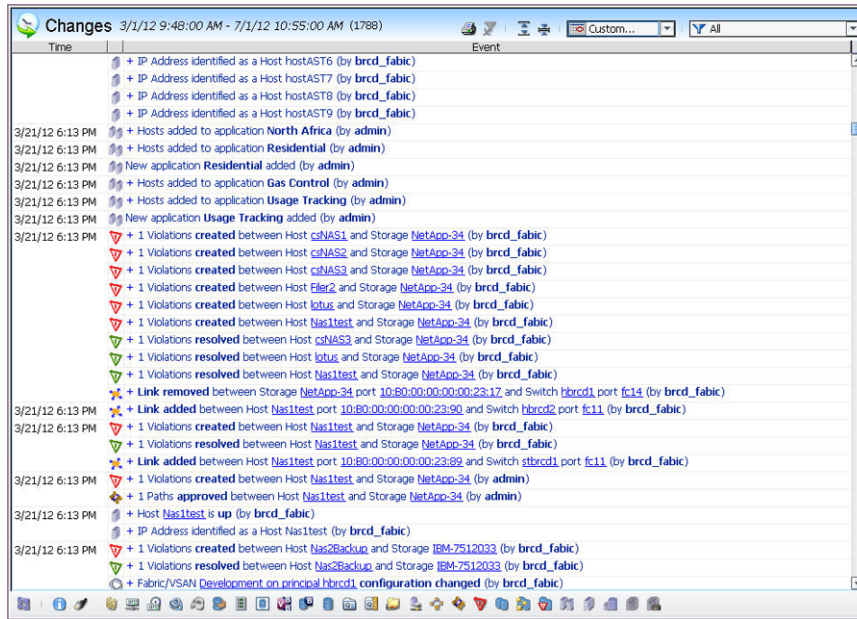 Changes 3/1/12 9:48:00 AM - 7/1/12 10:55:00 AM (1788) Custom... All
Time Event
+ IP Address identified as a Host hostAST6 (by brcd_fabic)
+ IP Address identified as a Host hostAST7 (by brcd_fabic)
+ IP Address identified as a Host hostAST8 (by brcd_fabic)
+ IP Address identified as a Host hostAST9 (by brcd_fabic)
3/21/12 6:13 PM + Hosts added to application North Africa (by admin)
3/21/12 6:13 PM + Hosts added to application Residential (by admin)
3/21/12 6:13 PM New application Residential added (by admin)
3/21/12 6:13 PM + Hosts added to application Gas Control (by admin)
3/21/12 6:13 PM + Hosts added to application Usage Tracking (by admin)
3/21/12 6:13 PM New application Usage Tracking added (by admin)
3/21/12 6:13 PM + 1 Violations created between Host csNAS1 and Storage NetApp-34 (by brcd_fabic)
+ 1 Violations created between Host csNAS2 and Storage NetApp-34 (by brcd_fabic)
+ 1 Violations created between Host csNAS3 and Storage NetApp-34 (by brcd_fabic)
+ 1 Violations created between Host Filer2 and Storage NetApp-34 (by brcd_fabic)
+ 1 Violations created between Host lotus and Storage NetApp-34 (by brcd_fabic)
+ 1 Violations created between Host Nas1test and Storage NetApp-34 (by brcd_fabic)
+ 1 Violations resolved between Host csNAS3 and Storage NetApp-34 (by brcd_fabic)
+ 1 Violations resolved between Host lotus and Storage NetApp-34 (by brcd_fabic)
+ 1 Violations resolved between Host Nas1test and Storage NetApp-34 (by brcd_fabic)
+ Link removed between Storage NetApp-34 port 10:B0:00:00:00:00:23:17 and Switch hbrcd1 port fc14 (by brcd_fabic)
3/21/12 6:13 PM + Link added between Host Nas1test port 10:B0:00:00:00:00:23:90 and Switch hbrcd2 port fc11 (by brcd_fabic)
3/21/12 6:13 PM + 1 Violations created between Host Nas1test and Storage NetApp-34 (by brcd_fabic)
+ 1 Violations resolved between Host Nas1test and Storage NetApp-34 (by brcd_fabic)
+ Link added between Host Nas1test port 10:B0:00:00:00:00:23:89 and Switch stbrcd1 port fc11 (by brcd_fabic)
3/21/12 6:13 PM + 1 Violations created between Host Nas1test and Storage NetApp-34 (by admin)
+ 1 Paths approved between Host Nas1test and Storage NetApp-34 (by admin)
3/21/12 6:13 PM + Host Nas1test is up (by brcd_fabic)
+ IP Address identified as a Host Nas1test (by brcd_fabic)
3/21/12 6:13 PM + 1 Violations created between Host Nas2Backup and Storage IBM-7512033 (by brcd_fabic)
+ 1 Violations resolved between Host Nas2Backup and Storage IBM-7512033 (by brcd_fabic)
+ Fabric/VSAN Development on principal hbrcd1 configuration changed (by brcd_fabic)